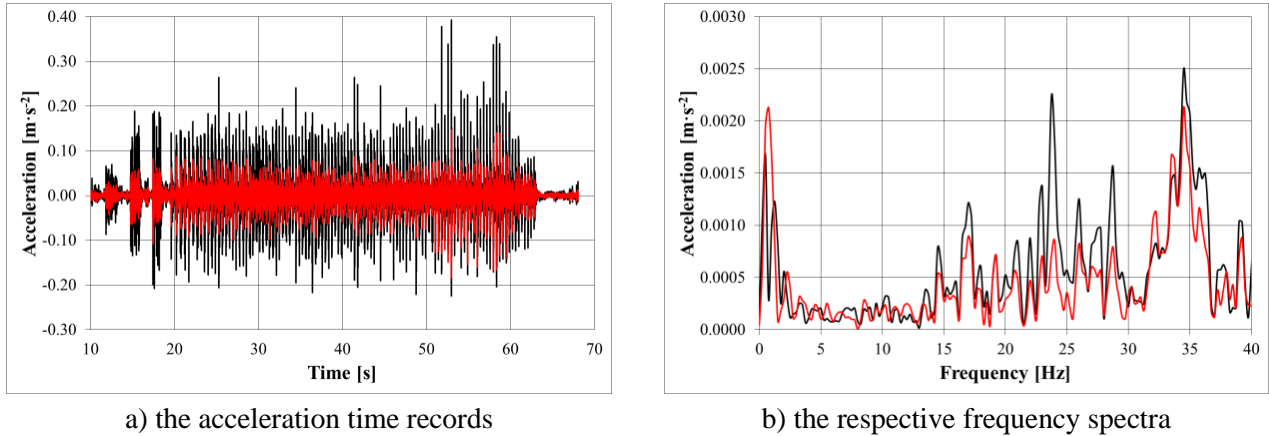 0.40
0.30
0.20
0.10
0.00
-0.10
-0.20
-0.30
Acceleration [m·s⁻²]
10 20 30 40 50 60 70
Time [s]
a) the acceleration time records
0.0030
0.0025
0.0020
0.0015
0.0010
0.0005
0.0000
Acceleration [m·s⁻²]
0 5 10 15 20 25 30 35 40
Frequency [Hz]
b) the respective frequency spectra